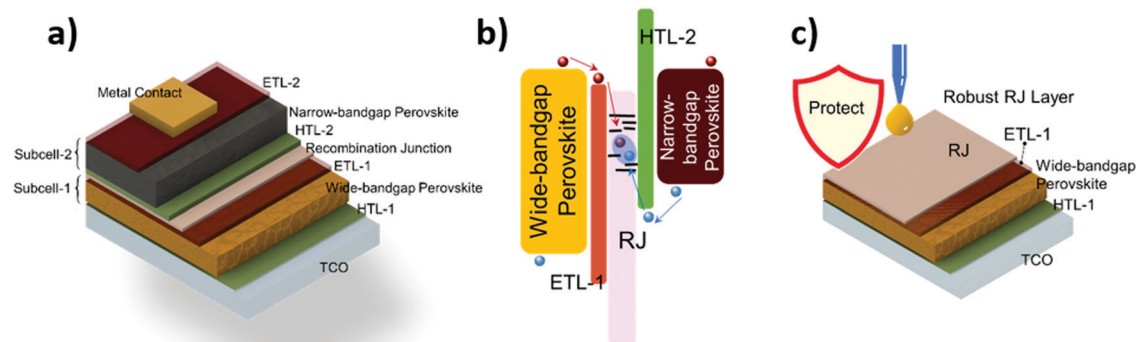 a)
Metal Contact
ETL-2
Narrow-bandgap Perovskite
HTL-2
Recombination Junction
ETL-1
Wide-bandgap Perovskite
HTL-1
Subcell-2
Subcell-1
TCO
b)
HTL-2
Wide-bandgap
Perovskite
Narrow-
bandgap
Perovskite
RJ
ETL-1
c)
Protect
Robust RJ Layer
ETL-1
RJ
Wide-bandgap
Perovskite
HTL-1
TCO